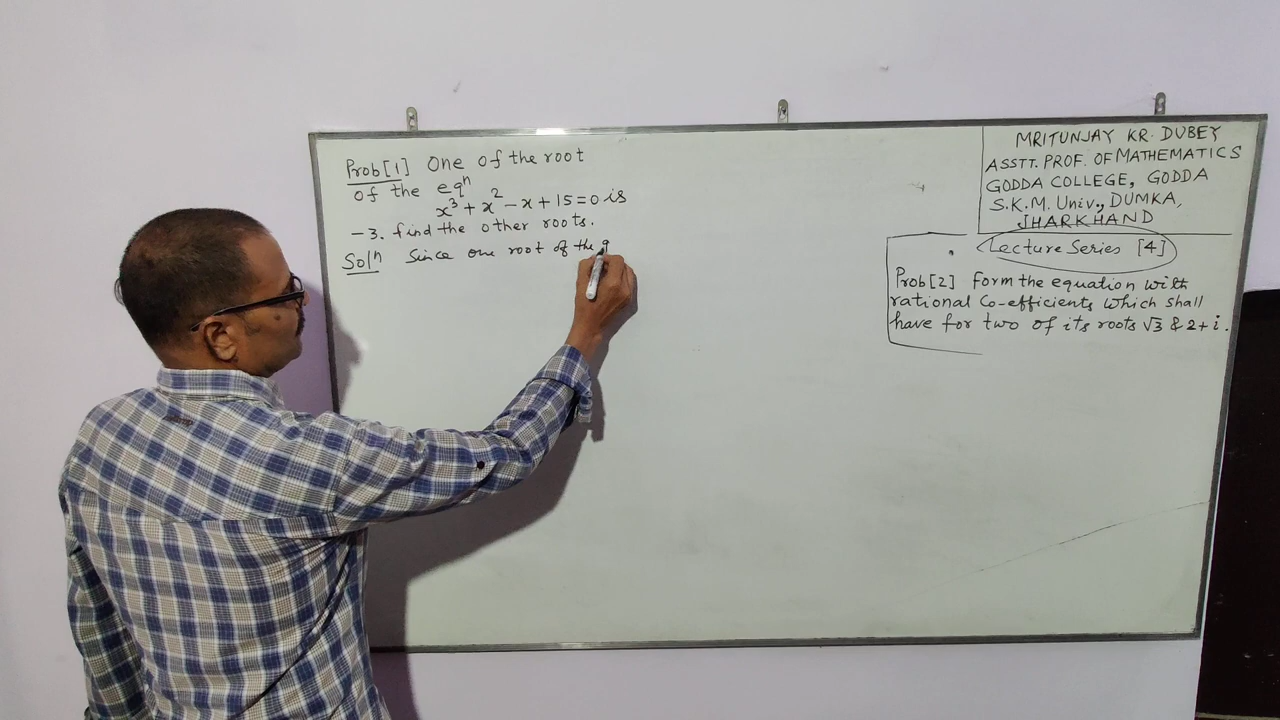 Prob[1] One of the root
of the eqⁿ
x³ + x² - x + 15 = 0 is
-3. find the other roots.
Solⁿ Since one root of the
MRITUNJAY KR. DUBEY
ASSTT. PROF. OF MATHEMATICS
GODDA COLLEGE, GODDA
S.K.M. Univ., DUMKA,
JHARKHAND
Lecture Series [4]
Prob[2] form the equation with
rational Co-efficients which shall
have for two of its roots √3 & 2+i.